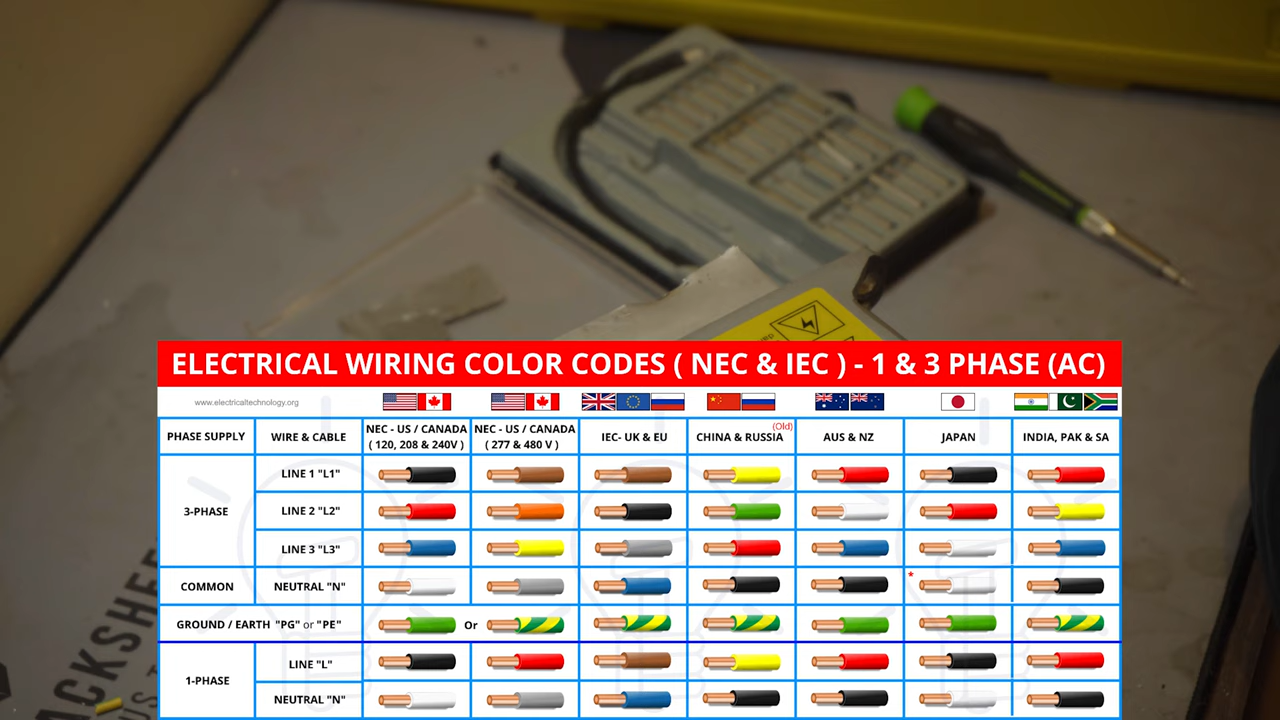 ELECTRICAL WIRING COLOR CODES ( NEC & IEC ) - 1 & 3 PHASE (AC)
www.electricaltechnology.org
(Old)
PHASE SUPPLY WIRE & CABLE NEC - US / CANADA ( 120, 208 & 240V ) NEC - US / CANADA ( 277 & 480 V ) IEC- UK & EU CHINA & RUSSIA AUS & NZ JAPAN INDIA, PAK & SA
LINE 1 "L1"
3-PHASE LINE 2 "L2"
LINE 3 "L3"
COMMON NEUTRAL "N" *
GROUND / EARTH "PG" or "PE" Or
1-PHASE LINE "L"
NEUTRAL "N"